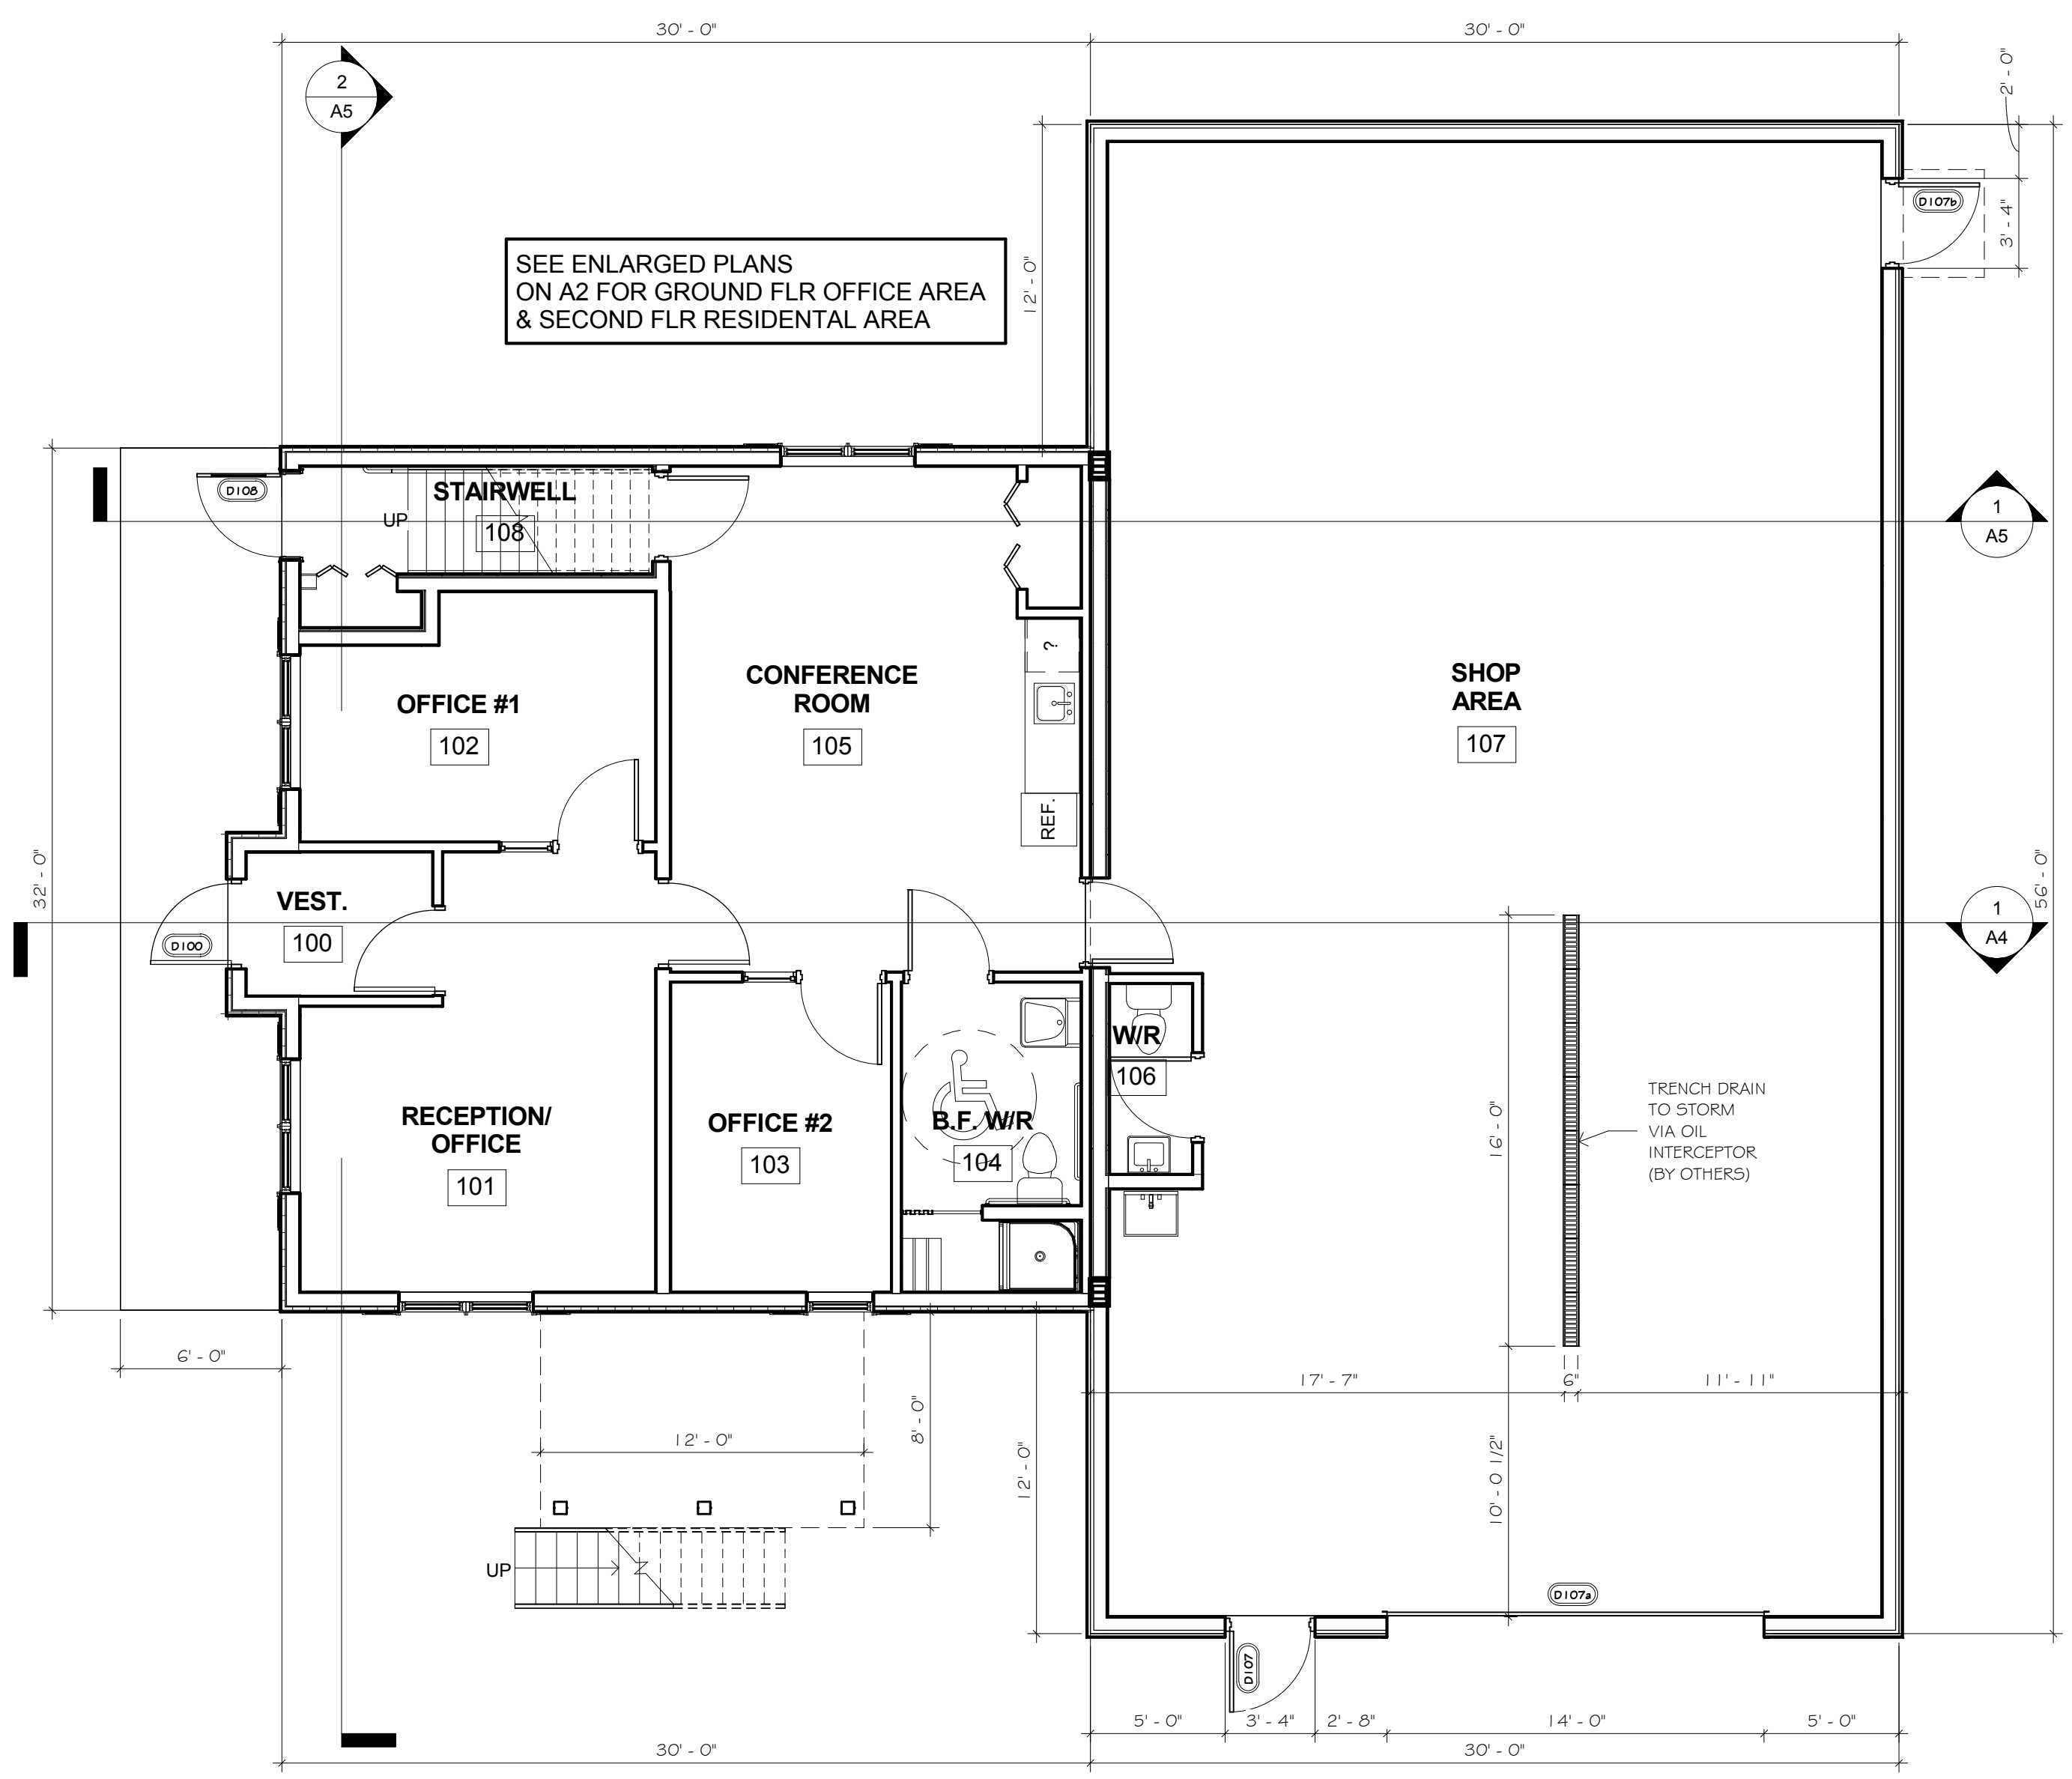 30' - 0"
30' - 0"
2' - 0"
2
A5
D107b
3' - 4"
SEE ENLARGED PLANS
ON A2 FOR GROUND FLR OFFICE AREA
& SECOND FLR RESIDENTAL AREA
12' - 0"
D108
STAIRWELL
UP
108
1
A5
OFFICE #1
102
CONFERENCE
ROOM
105
?
REF.
SHOP
AREA
107
32' - 0"
56' - 0"
VEST.
100
D100
1
A4
W/R
106
RECEPTION/
OFFICE
101
OFFICE #2
103
B.F. W/R
104
16' - 0"
TRENCH DRAIN
TO STORM
VIA OIL
INTERCEPTOR
(BY OTHERS)
6' - 0"
17' - 7"
6"
11' - 11"
12' - 0"
8' - 0"
12' - 0"
10' - 0 1/2"
UP
D107a
D107
5' - 0"
3' - 4"
2' - 8"
14' - 0"
5' - 0"
30' - 0"
30' - 0"